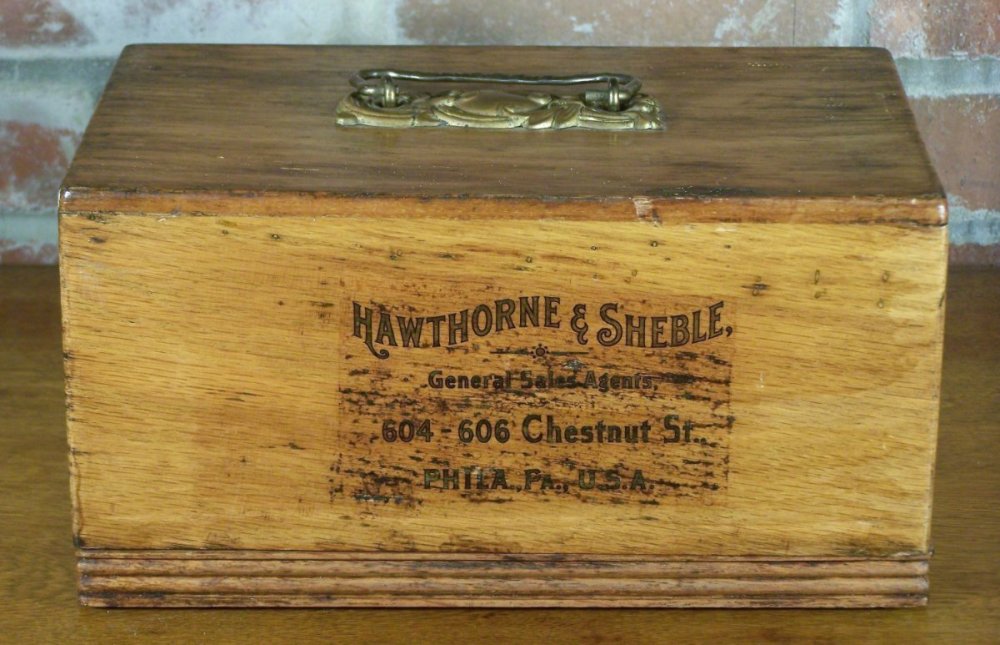 HAWTHORNE & SHEBLE,
General Sales Agents,
604-606 Chestnut St.,
PHILA., PA., U.S.A.